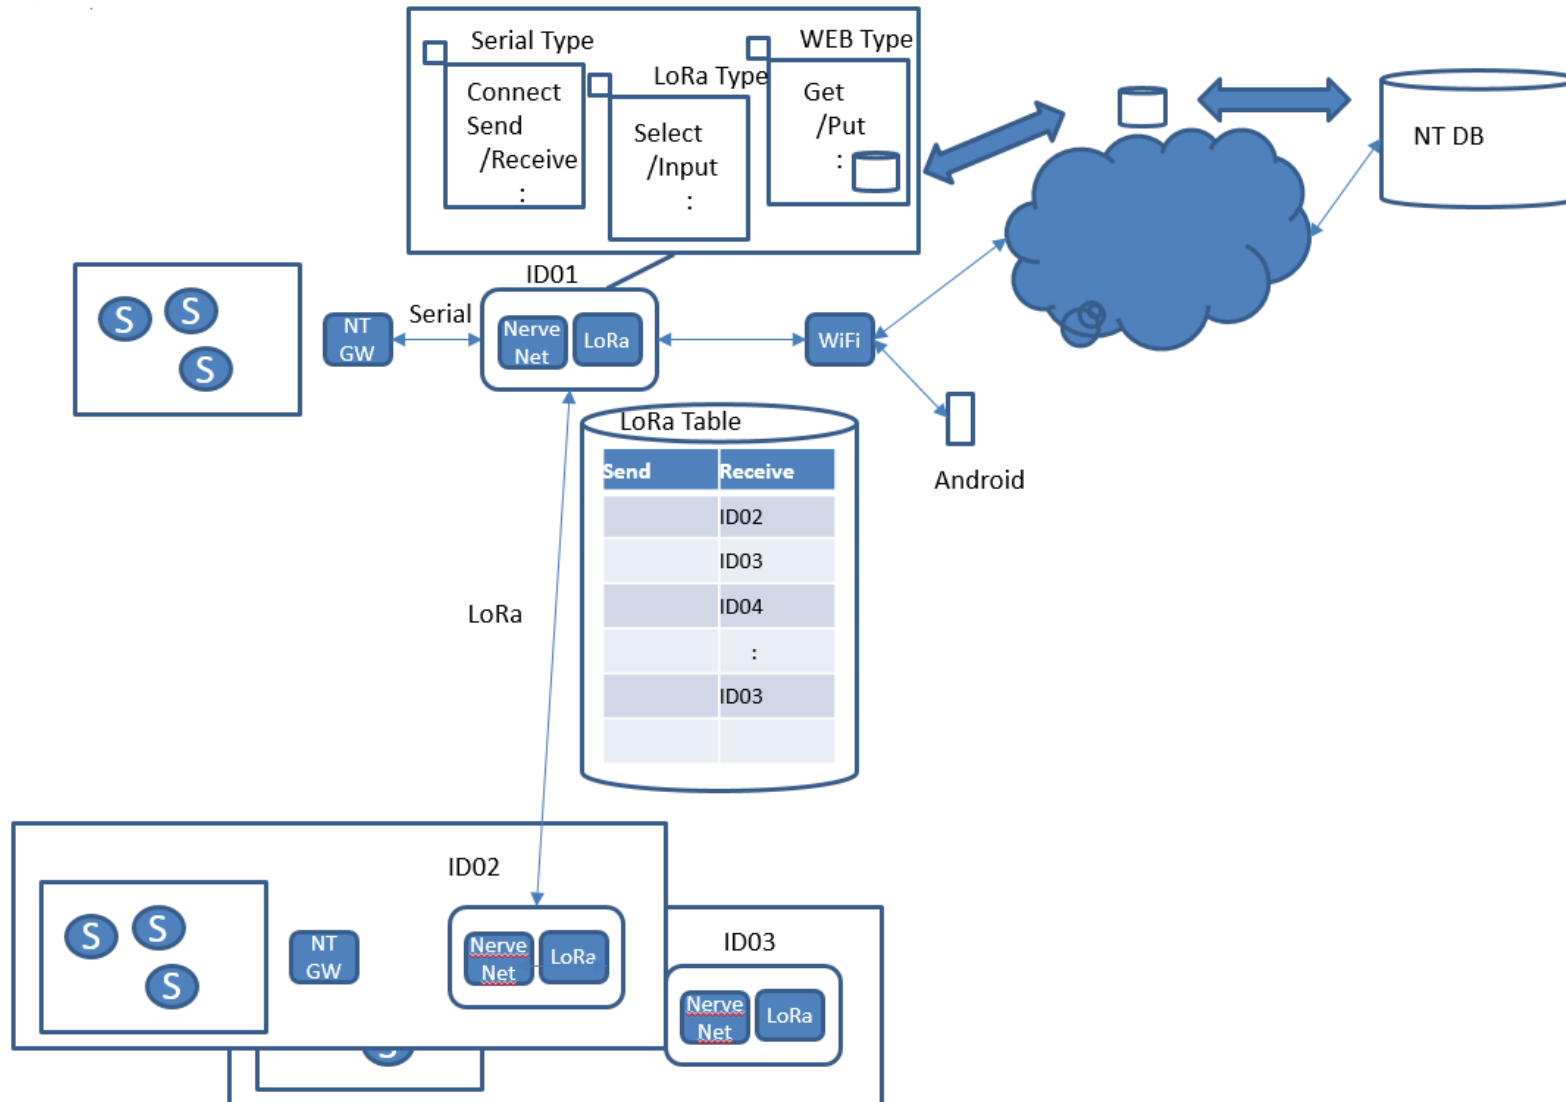 Serial Type
Connect
Send
/Receive
:
LoRa Type
Select
/Input
:
WEB Type
Get
/Put
:
NT DB
ID01
S
S
S
NT
GW
Serial
Nerve
Net
LoRa
WiFi
Android
LoRa Table
Send Receive
ID02
ID03
ID04
:
ID03
LoRa
ID02
S
S
S
NT
GW
Nerve
Net
LoRa
ID03
Nerve
Net
LoRa
S